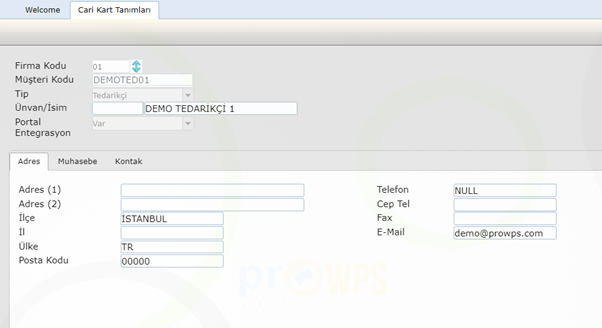 Welcome Cari Kart Tanımları
Firma Kodu 01
Müşteri Kodu DEMOTED01
Tip Tedarikçi
Ünvan/İsim DEMO TEDARİKÇİ 1
Portal Entegrasyon Var
Adres Muhasebe Kontak
Adres (1) Telefon NULL
Adres (2) Cep Tel
İlçe İSTANBUL Fax
İl E-Mail demo@prowps.com
Ülke TR
Posta Kodu 00000
proWPS